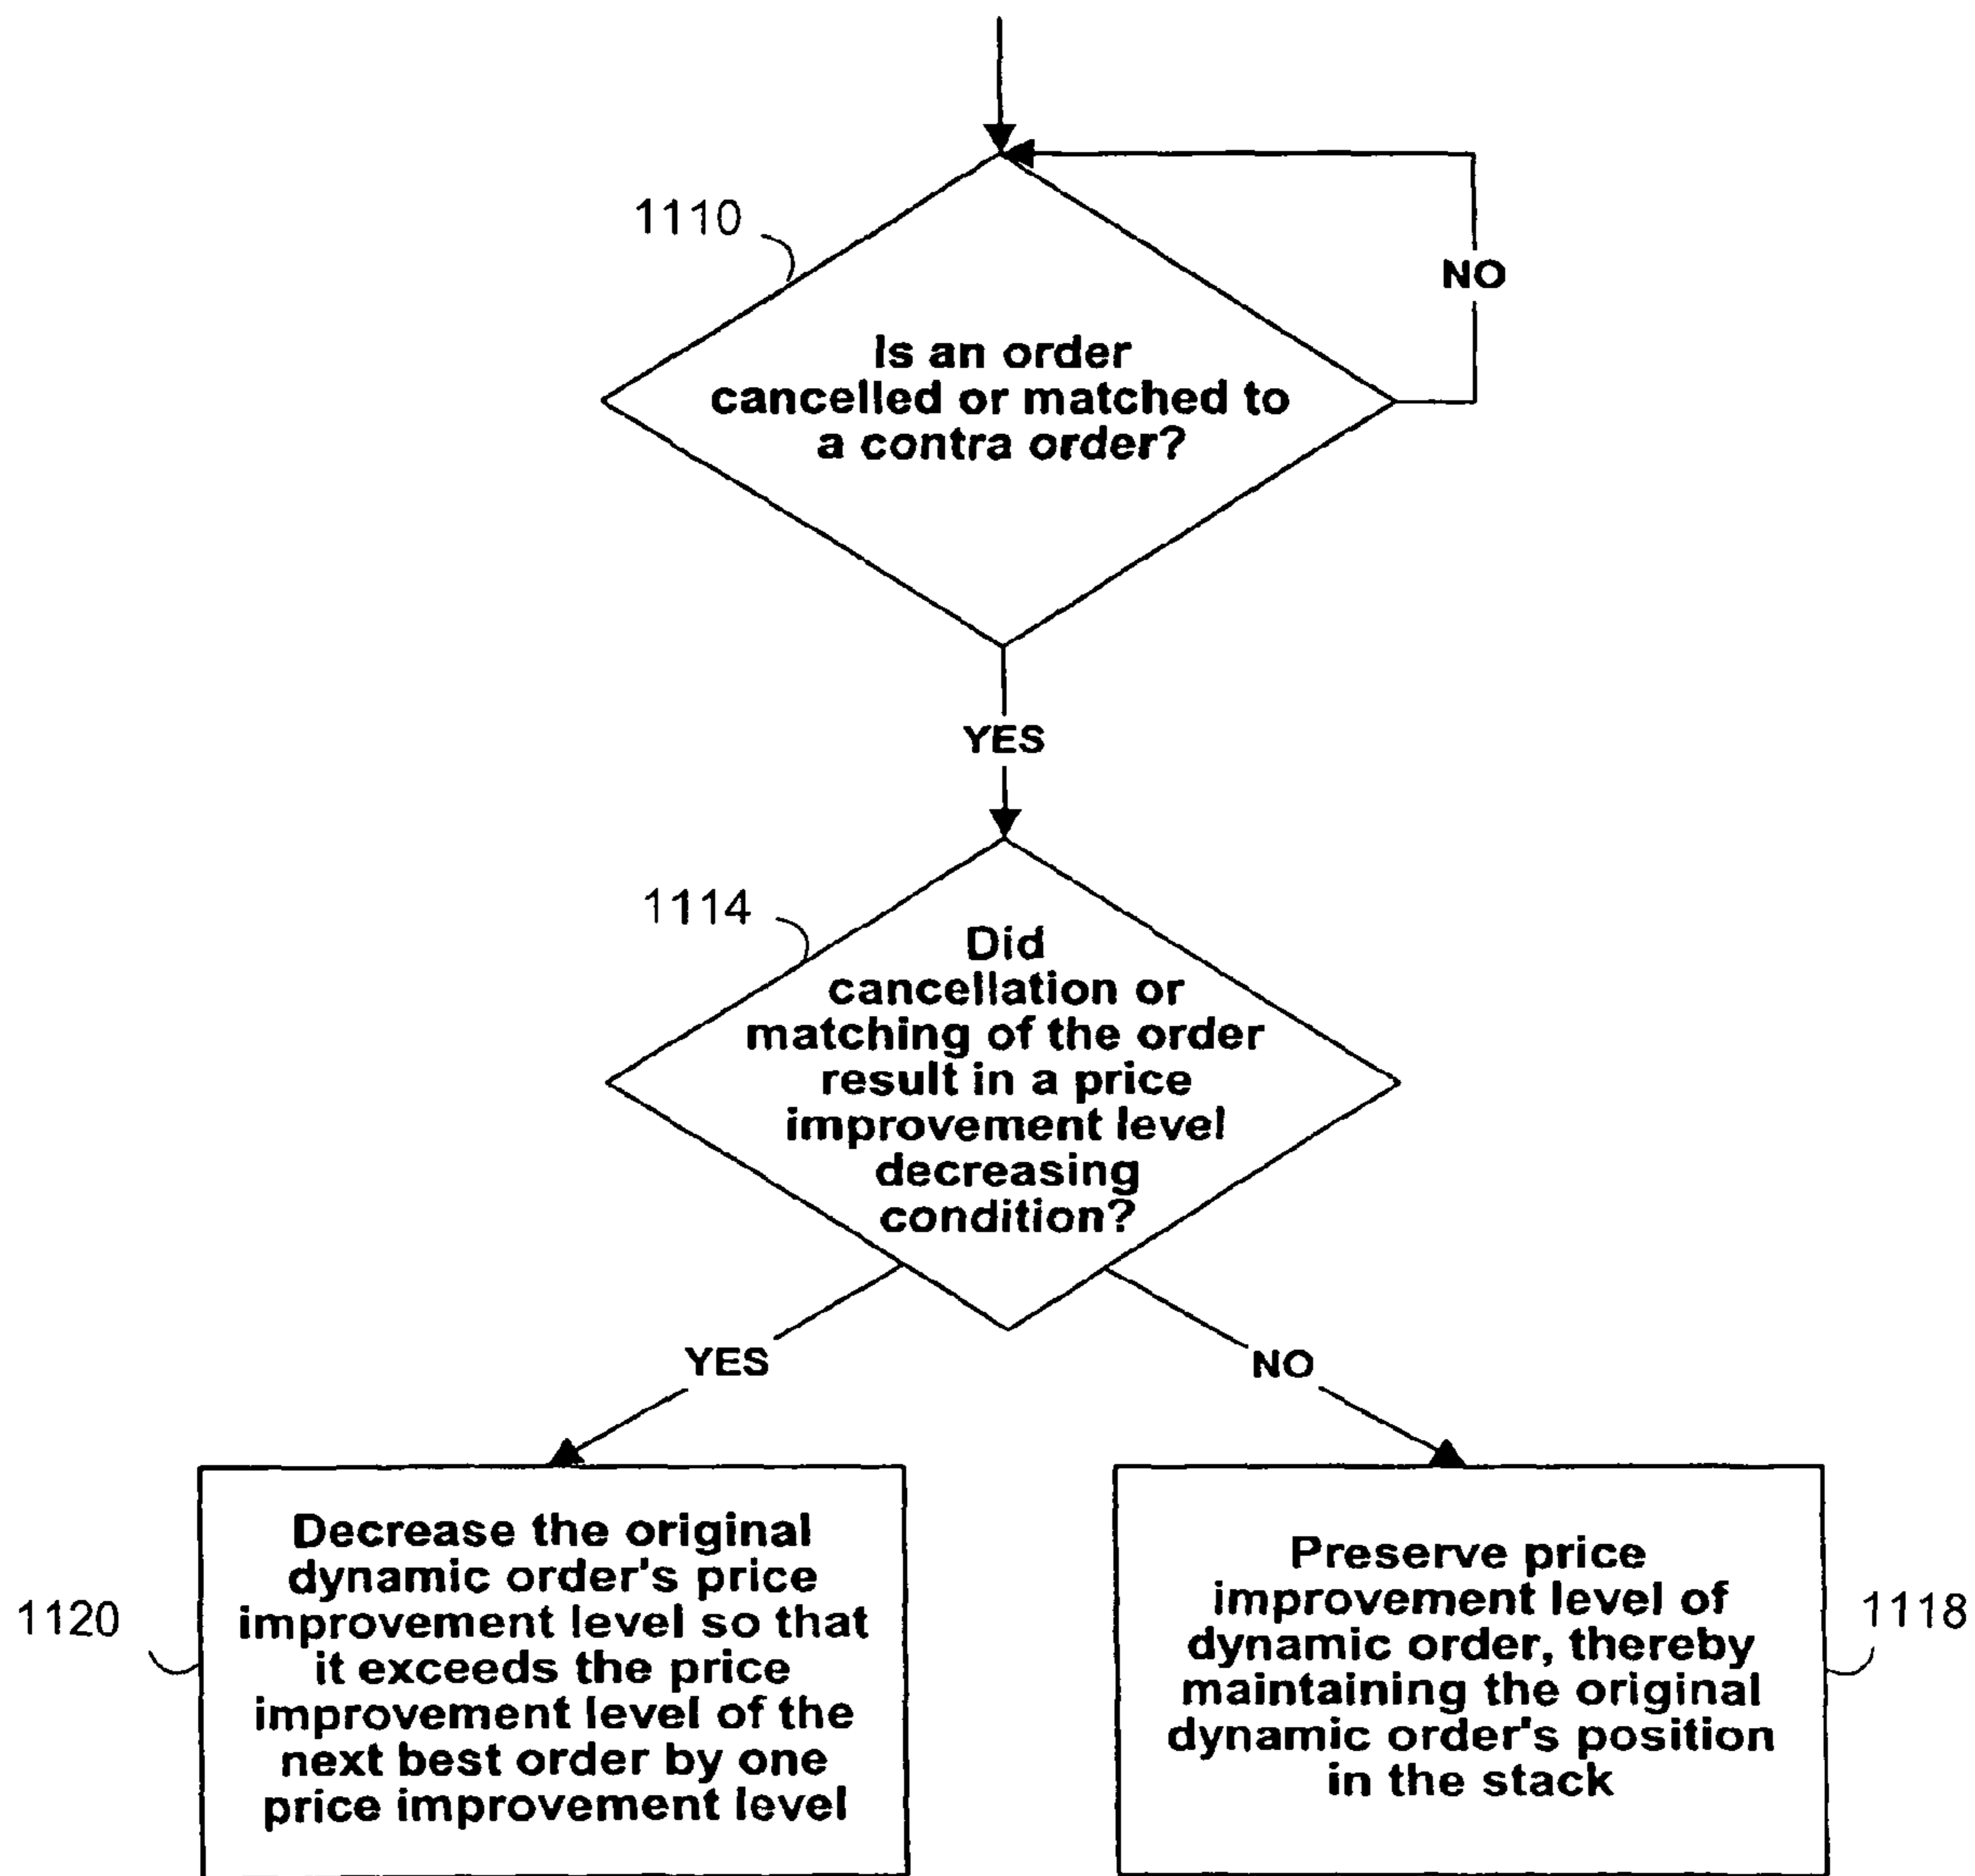 1110
NO
Is an order
cancelled or matched to
a contra order?
YES
1114
Did
cancellation or
matching of the order
result in a price
improvement level
decreasing
condition?
YES
NO
1120
Decrease the original
dynamic order's price
improvement level so that
it exceeds the price
improvement level of the
next best order by one
price improvement level
Preserve price
improvement level of
dynamic order, thereby
maintaining the original
dynamic order's position
in the stack
1118